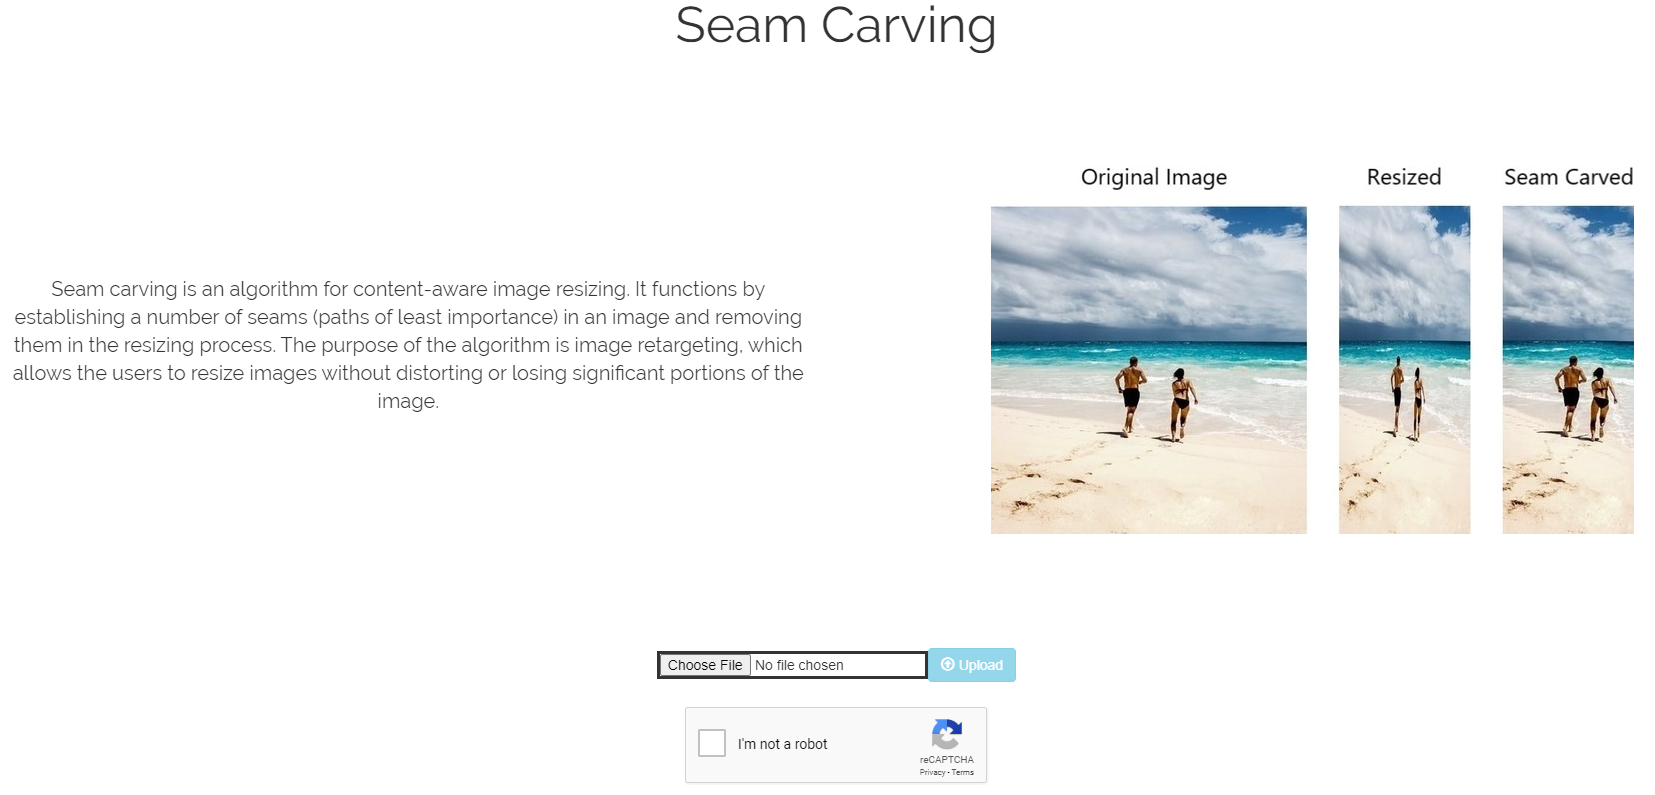 Seam Carving
Original Image
Resized
Seam Carved
Seam carving is an algorithm for content-aware image resizing. It functions by
establishing a number of seams (paths of least importance) in an image and removing
them in the resizing process. The purpose of the algorithm is image retargeting, which
allows the users to resize images without distorting or losing significant portions of the
image.
Choose File No file chosen
Upload
I'm not a robot
reCAPTCHA
Privacy - Terms